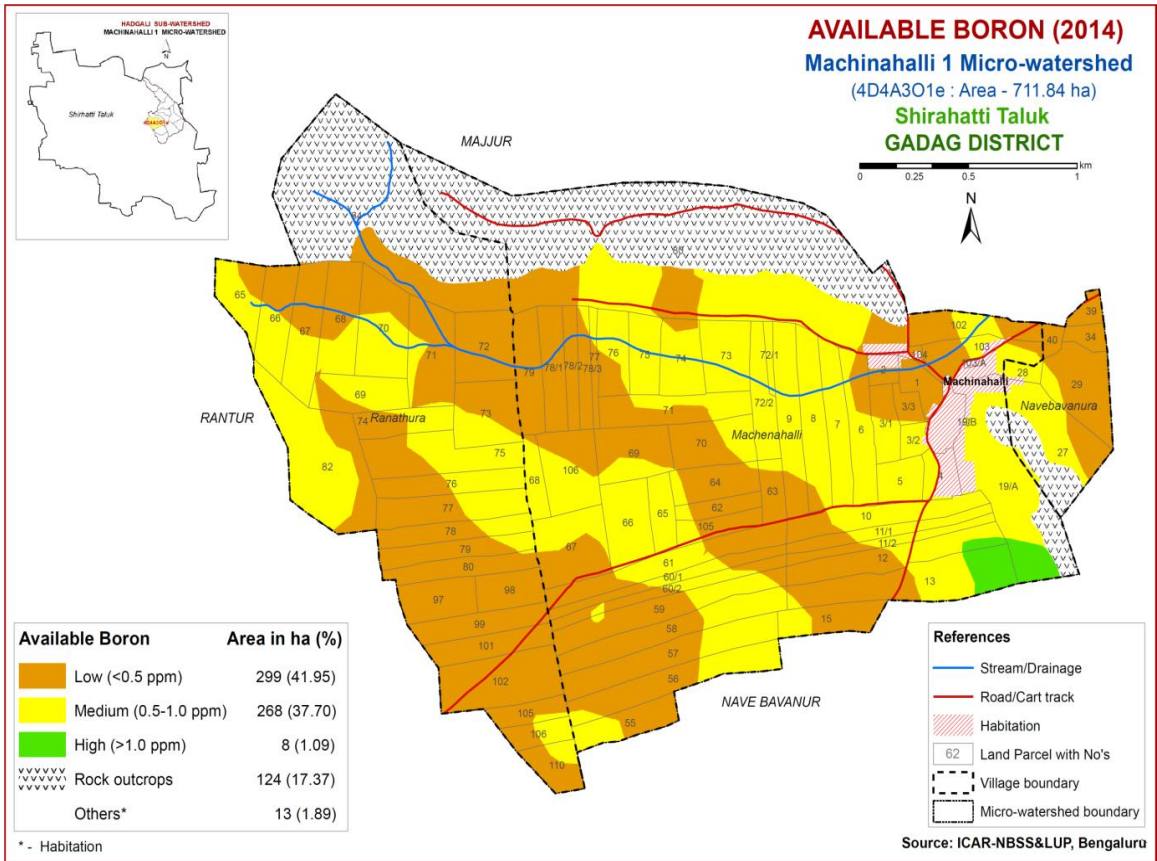 HADGALI SUB-WATERSHED
MACHINAHALLI 1 MICRO-WATERSHED
N
Shirhatti Taluk
4D4A3O1e
AVAILABLE BORON (2014)
Machinahalli 1 Micro-watershed
(4D4A3O1e : Area - 711.84 ha)
Shirahatti Taluk
GADAG DISTRICT
km
0 0.25 0.5 1
N
MAJJUR
RANTUR
NAVE BAVANUR
Ranathura
Machenahalli
Machinahalli
Navebavanura
84
68
65
66
67
68
70
71
72
79
78/1
78/2
78/3
77
76
75
74
73
72/1
72/2
9
8
7
6
2
104
1
3/3
3/1
3/2
5
4
102
103
103/A
40
39
34
28
29
27
19/B
19/A
69
74
73
75
82
76
77
78
79
80
97
98
99
101
102
105
106
110
68
106
69
71
70
64
63
62
66
65
105
67
61
60/1
60/2
59
58
57
56
55
10
11/1
11/2
12
13
15
Available Boron Area in ha (%)
Low (<0.5 ppm) 299 (41.95)
Medium (0.5-1.0 ppm) 268 (37.70)
High (>1.0 ppm) 8 (1.09)
Rock outcrops 124 (17.37)
Others* 13 (1.89)
* - Habitation
References
Stream/Drainage
Road/Cart track
Habitation
62 Land Parcel with No's
Village boundary
Micro-watershed boundary
Source: ICAR-NBSS&LUP, Bengaluru